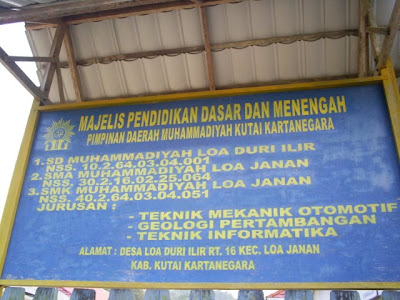 MAJELIS PENDIDIKAN DASAR DAN MENENGAH
PIMPINAN DAERAH MUHAMMADIYAH KUTAI KARTANEGARA
1. SD MUHAMMADIYAH LOA DURI ILIR
NSS. 10.2.64.03.04.001
2. SMA MUHAMMADIYAH LOA JANAN
NSS. 30.2.16.02.25.064
3. SMK MUHAMMADIYAH LOA JANAN
NSS. 40.2.64.03.04.051
JURUSAN :
- TEKNIK MEKANIK OTOMOTIF
- GEOLOGI PERTAMBANGAN
- TEKNIK INFORMATIKA
ALAMAT : DESA LOA DURI ILIR RT. 16 KEC. LOA JANAN
KAB. KUTAI KARTANEGARA